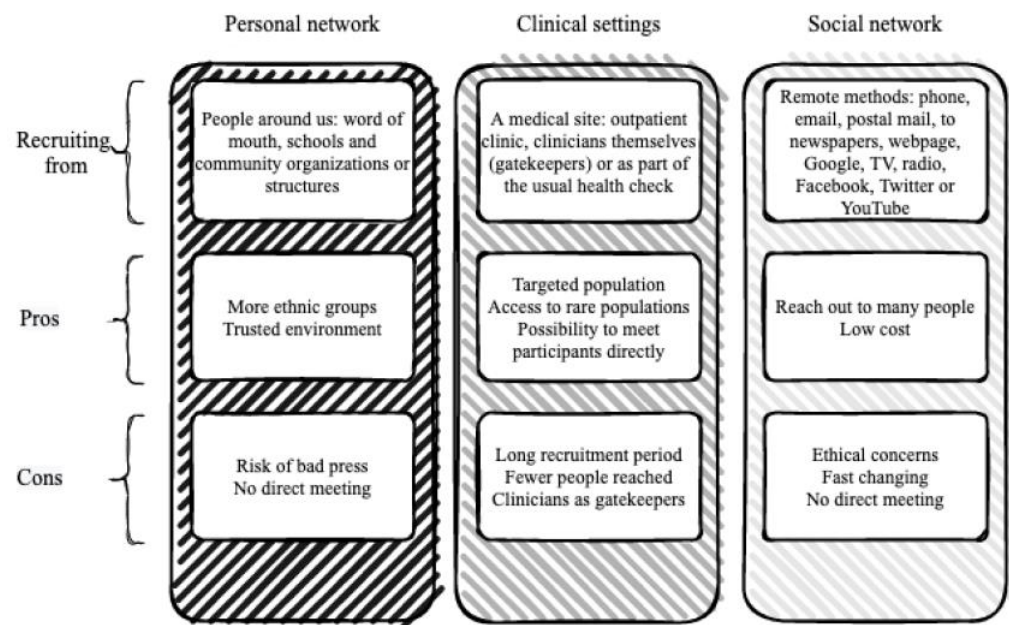 Personal network
Clinical settings
Social network
Recruiting
from
People around us: word of
mouth, schools and
community organizations or
structures
A medical site: outpatient
clinic, clinicians themselves
(gatekeepers) or as part of
the usual health check
Remote methods: phone,
email, postal mail, to
newspapers, webpage,
Google, TV, radio,
Facebook, Twitter or
YouTube
Pros
More ethnic groups
Trusted environment
Targeted population
Access to rare populations
Possibility to meet
participants directly
Reach out to many people
Low cost
Cons
Risk of bad press
No direct meeting
Long recruitment period
Fewer people reached
Clinicians as gatekeepers
Ethical concerns
Fast changing
No direct meeting